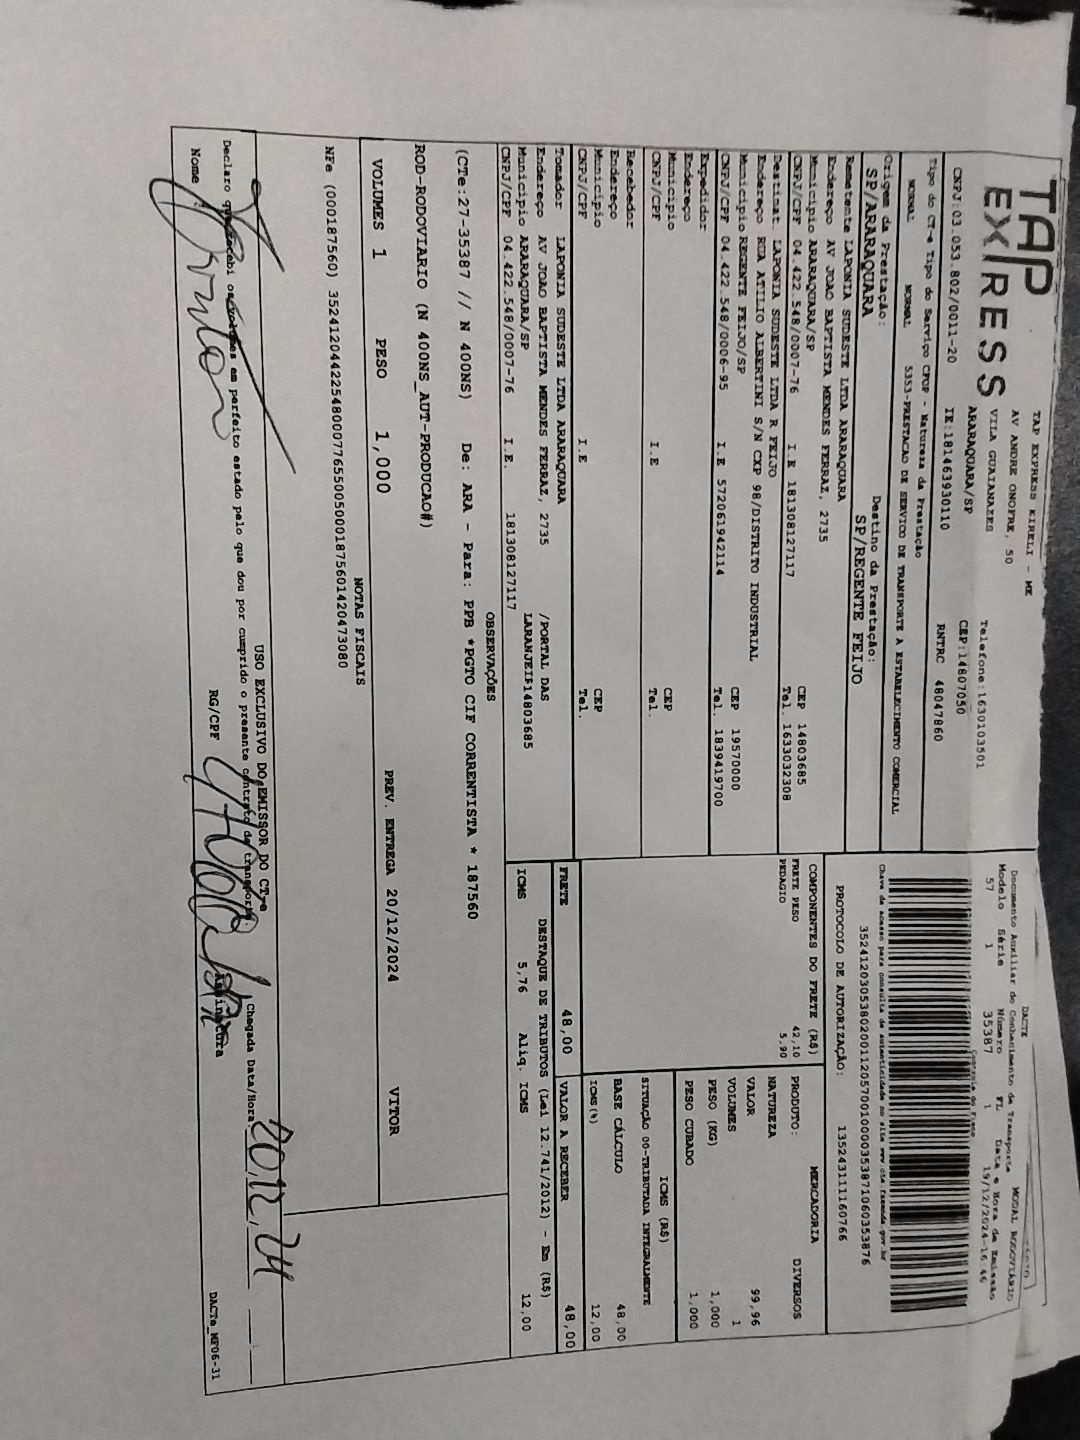 TAP
EXPRESS
TAP EXPRESS EIRELI - ME
AV ANDRE ONOFRE, 50
VILA GUAIANAZES
ARARAQUARA/SP
Telefone:1630103501
CEP:14807050
CNPJ:03.053.802/0011-20
IE:181463930110
RNTRC 48047860
Tipo do CT-e Tipo do Serviço CFOP - Natureza da Prestação
NORMAL NORMAL 5353-PRESTACAO DE SERVICO DE TRANSPORTE A ESTABELECIMENTO COMERCIAL
Origem da Prestação:
SP/ARARAQUARA
Destino da Prestação:
SP/REGENTE FEIJO
Remetente LAPONIA SUDESTE LTDA ARARAQUARA
Endereço AV JOAO BAPTISTA MENDES FERRAZ, 2735
Município ARARAQUARA/SP CEP 14803685
CNPJ/CPF 04.422.548/0007-76 I.E 181308127117 Tel. 1633032308
Destinat. LAPONIA SUDESTE LTDA R FEIJO
Endereço RUA ATILIO ALBERTINI S/N CXP 98/DISTRITO INDUSTRIAL
Município REGENTE FEIJO/SP CEP 19570000
CNPJ/CPF 04.422.548/0006-95 I.E 572061942114 Tel. 1839419700
Expedidor
Endereço
Município CEP
CNPJ/CPF I.E Tel.
Recebedor
Endereço
Município CEP
CNPJ/CPF I.E Tel.
Tomador LAPONIA SUDESTE LTDA ARARAQUARA
Endereço AV JOAO BAPTISTA MENDES FERRAZ, 2735 /PORTAL DAS
Município ARARAQUARA/SP LARANJEIR14803685
CNPJ/CPF 04.422.548/0007-76 I.E. 181308127117
DACTE
Documento Auxiliar do Conhecimento de Transporte MODAL RODOVIÁRIO
Modelo Série Número FL Data e Hora de Emissão
57 1 35387 1 19/12/2024-16:46
Controle do Fisco
Chave de acesso para consulta de autenticidade no site www.cte.fazenda.gov.br
35241203053802001120570010000353871060353876
PROTOCOLO DE AUTORIZAÇÃO: 135243111160766
COMPONENTES DO FRETE (R$)
FRETE PESO 42,10
PEDAGIO 5,90
MERCADORIA
PRODUTO: DIVERSOS
NATUREZA
VALOR 99,96
VOLUMES 1
PESO (KG) 1,000
PESO CUBADO 1,000
ICMS (R$)
SITUAÇÃO 00-TRIBUTADA INTEGRALMENTE
BASE CÁLCULO 48,00
ICMS(%) 12,00
FRETE 48,00 VALOR A RECEBER 48,00
DESTAQUE DE TRIBUTOS (Lei 12.741/2012) - Em (R$)
ICMS 5,76 Aliq. ICMS 12,00
OBSERVAÇÕES
(CTe:27-35387 // N 400NS) De: ARA - Para: PPB *PGTO CIF CORRENTISTA * 187560
ROD-RODOVIARIO (N 400NS_AUT-PRODUCAO#)
VOLUMES 1 PESO 1,000 PREV. ENTREGA 20/12/2024 VITOR
NOTAS FISCAIS
NFe (000187560) 35241204422548000776550050001875601420473080
USO EXCLUSIVO DO EMISSOR DO CT-e
Declaro que recebi os volumes em perfeito estado pelo que dou por cumprido o presente contrato de transporte. Chegada Data/Hora: 20.12.24
Nome RG/CPF Assinatura
DACTe_MF06-31